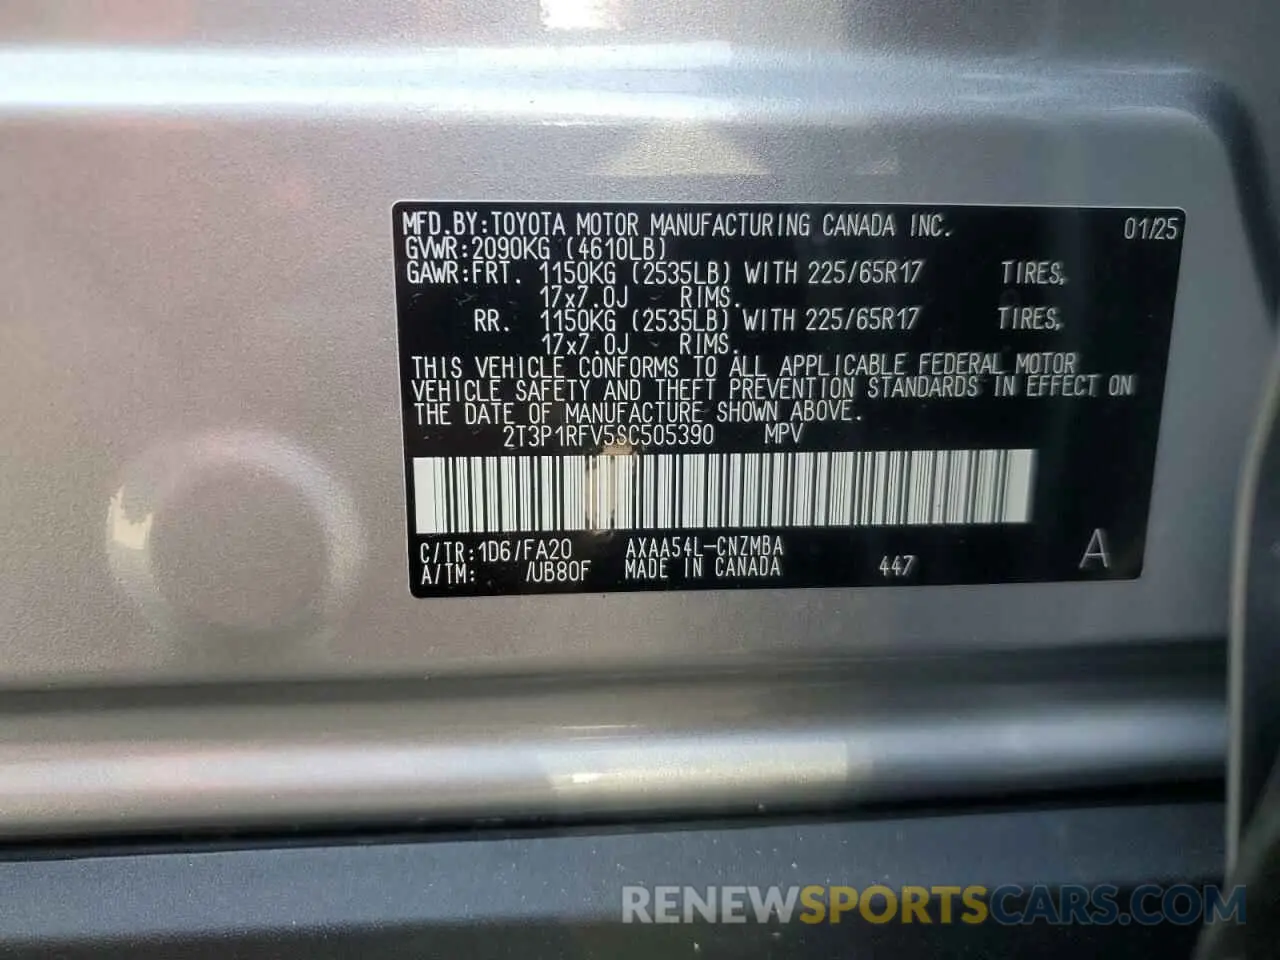 MFD.BY:TOYOTA MOTOR MANUFACTURING CANADA INC. 01/25
GVWR:2090KG (4610LB)
GAWR:FRT. 1150KG (2535LB) WITH 225/65R17 TIRES,
17x7.0J RIMS.
RR. 1150KG (2535LB) WITH 225/65R17 TIRES,
17x7.0J RIMS.
THIS VEHICLE CONFORMS TO ALL APPLICABLE FEDERAL MOTOR
VEHICLE SAFETY AND THEFT PREVENTION STANDARDS IN EFFECT ON
THE DATE OF MANUFACTURE SHOWN ABOVE.
2T3P1RFV5SC505390 MPV
C/TR:1D6/FA20 AXAA54L-CNZMBA A
A/TM: /UB80F MADE IN CANADA 447
RENEWSPORTSCARS.COM